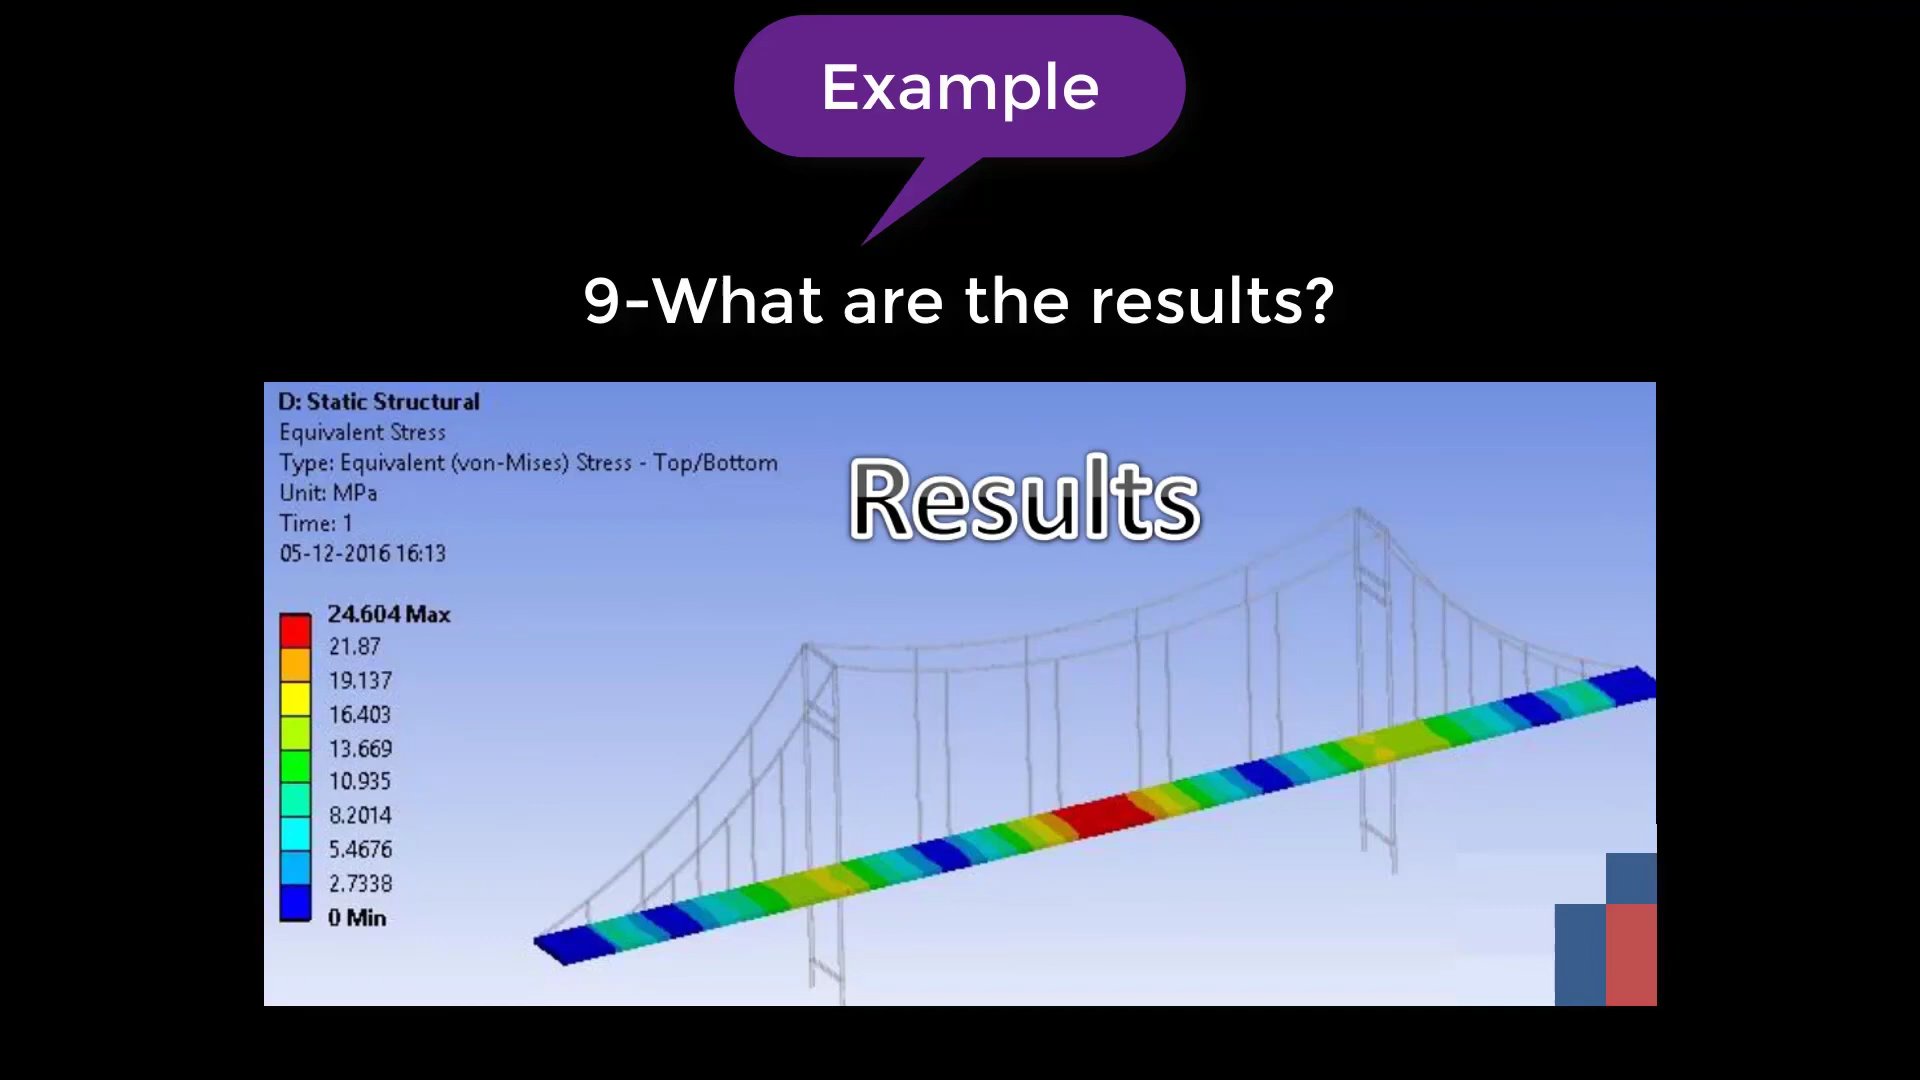 Example
9-What are the results?
D: Static Structural
Equivalent Stress
Type: Equivalent (von-Mises) Stress - Top/Bottom
Unit: MPa
Time: 1
05-12-2016 16:13
Results
24.604 Max
21.87
19.137
16.403
13.669
10.935
8.2014
5.4676
2.7338
0 Min